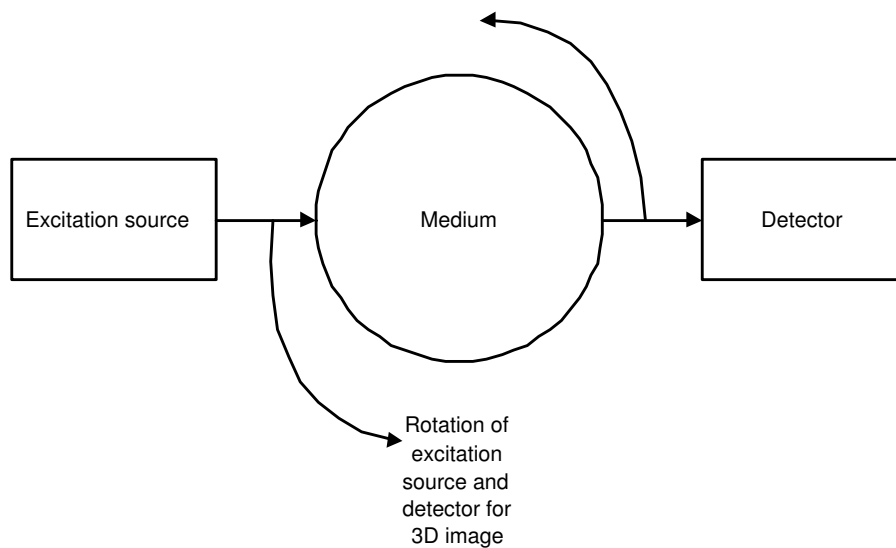 Excitation source
Medium
Detector
Rotation of
excitation
source and
detector for
3D image